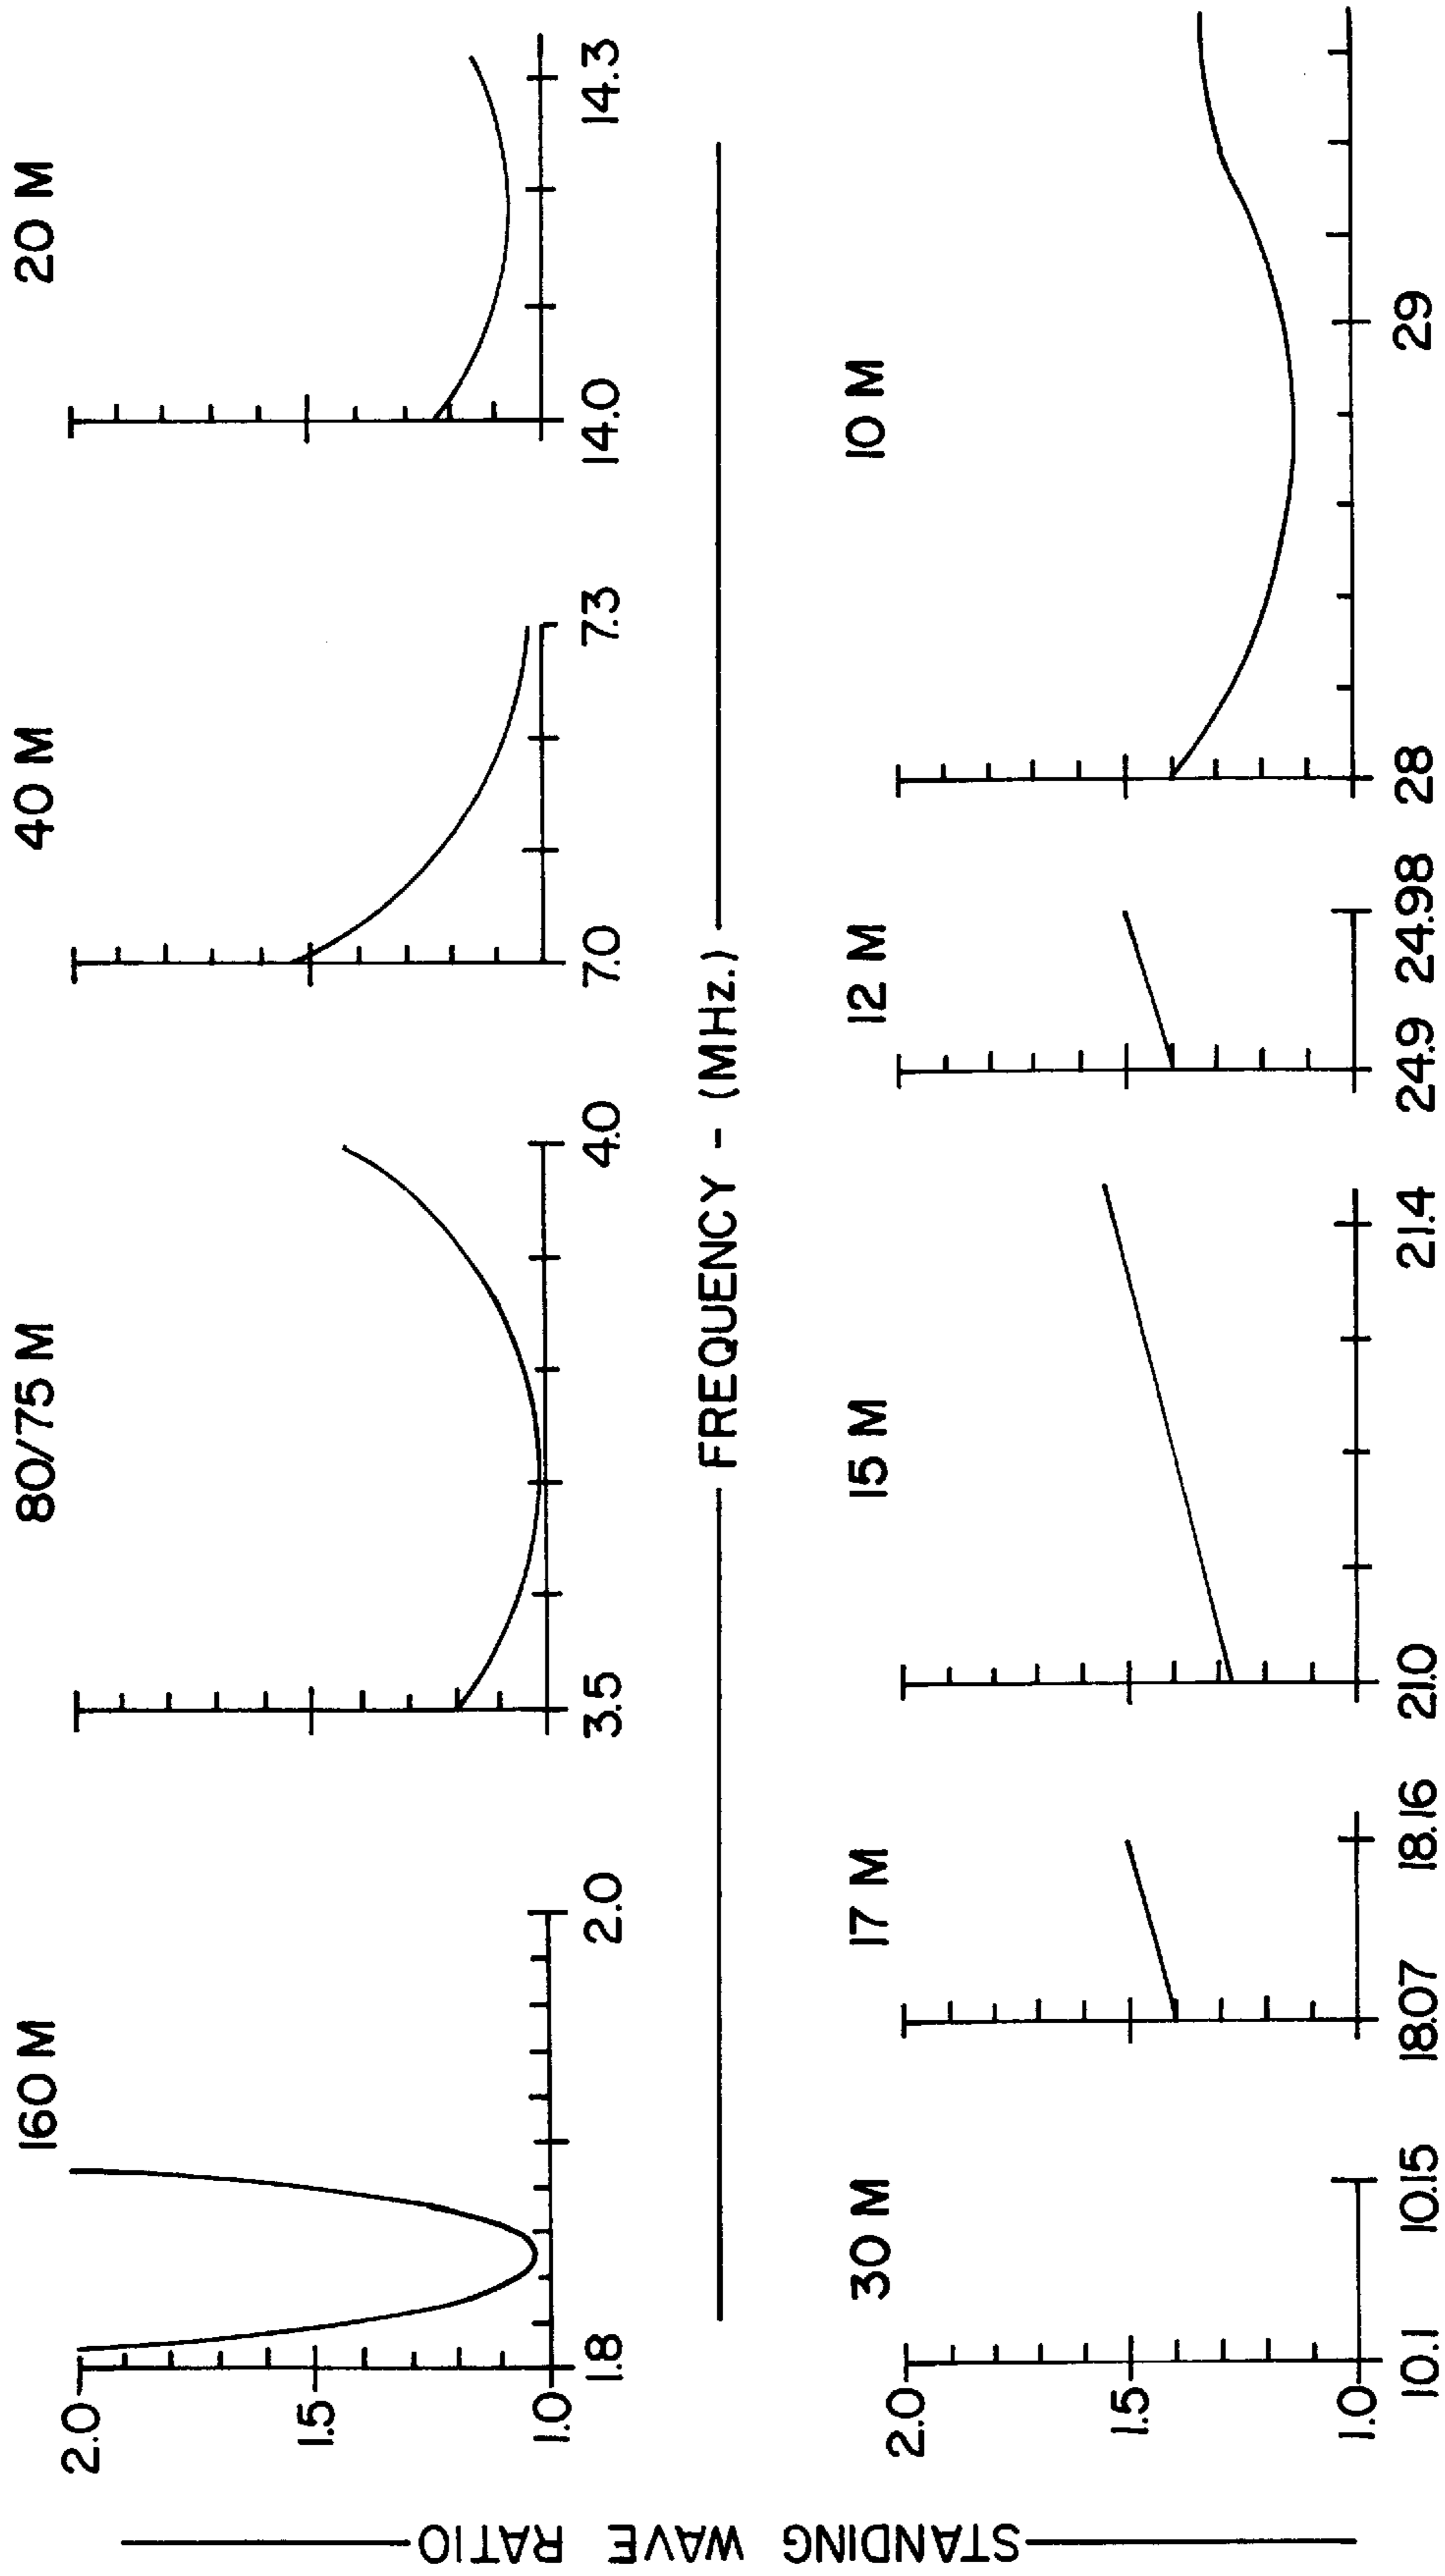 160 M
80/75 M
40 M
20 M
2.0
1.5
1.0
1.8
2.0
3.5
4.0
7.0
7.3
14.0
14.3
STANDING WAVE RATIO
FREQUENCY - (MHz.)
30 M
17 M
15 M
12 M
10 M
2.0
1.5
1.0
10.1
10.15
18.07
18.16
21.0
21.4
24.9
24.98
28
29